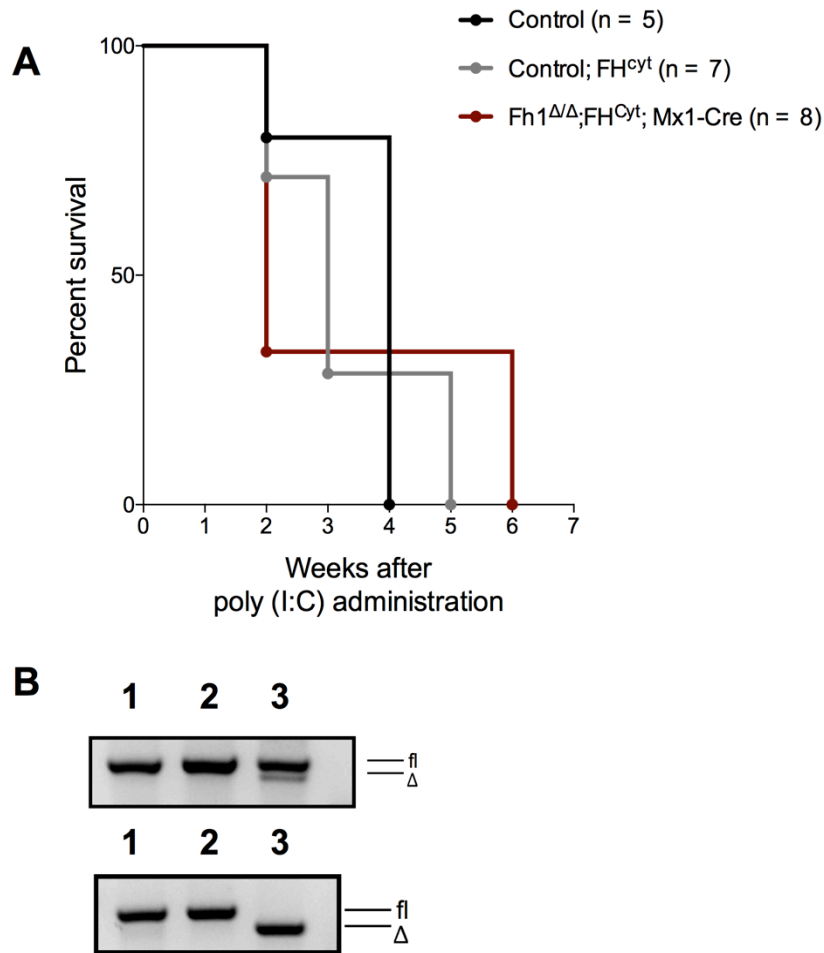 A
Control (n = 5)
Control; FHcyt (n = 7)
Fh1Δ/Δ;FHCyt; Mx1-Cre (n = 8)
100
50
0
Percent survival
0 1 2 3 4 5 6 7
Weeks after
poly (I:C) administration
B
1 2 3
fl
Δ
1 2 3
fl
Δ